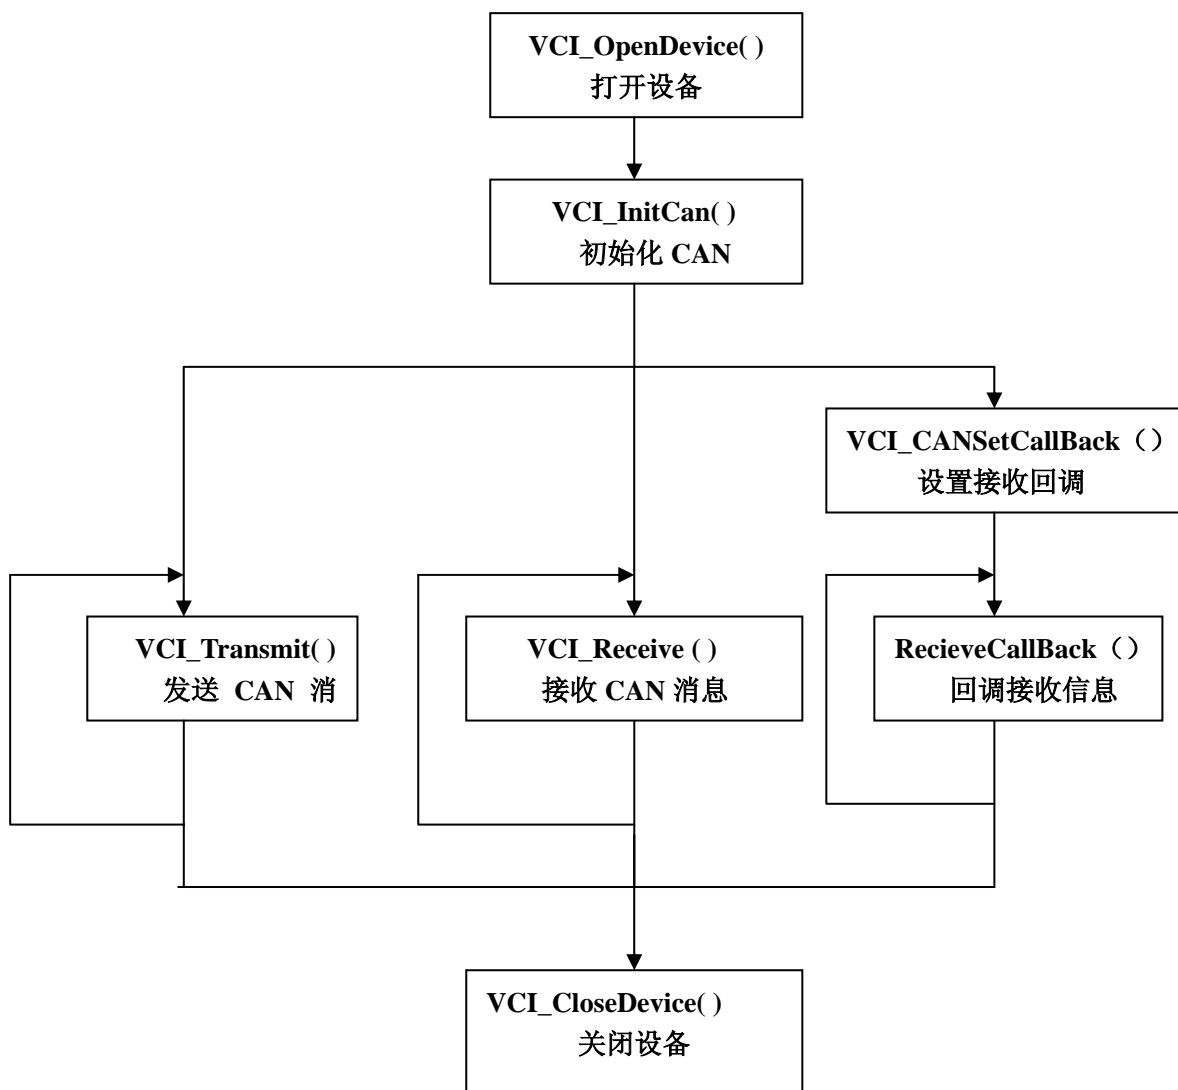 VCI_OpenDevice( )
打开设备
VCI_InitCan( )
初始化 CAN
VCI_CANSetCallBack（）
设置接收回调
VCI_Transmit( )
发送 CAN 消
VCI_Receive ( )
接收 CAN 消息
RecieveCallBack（）
回调接收信息
VCI_CloseDevice( )
关闭设备